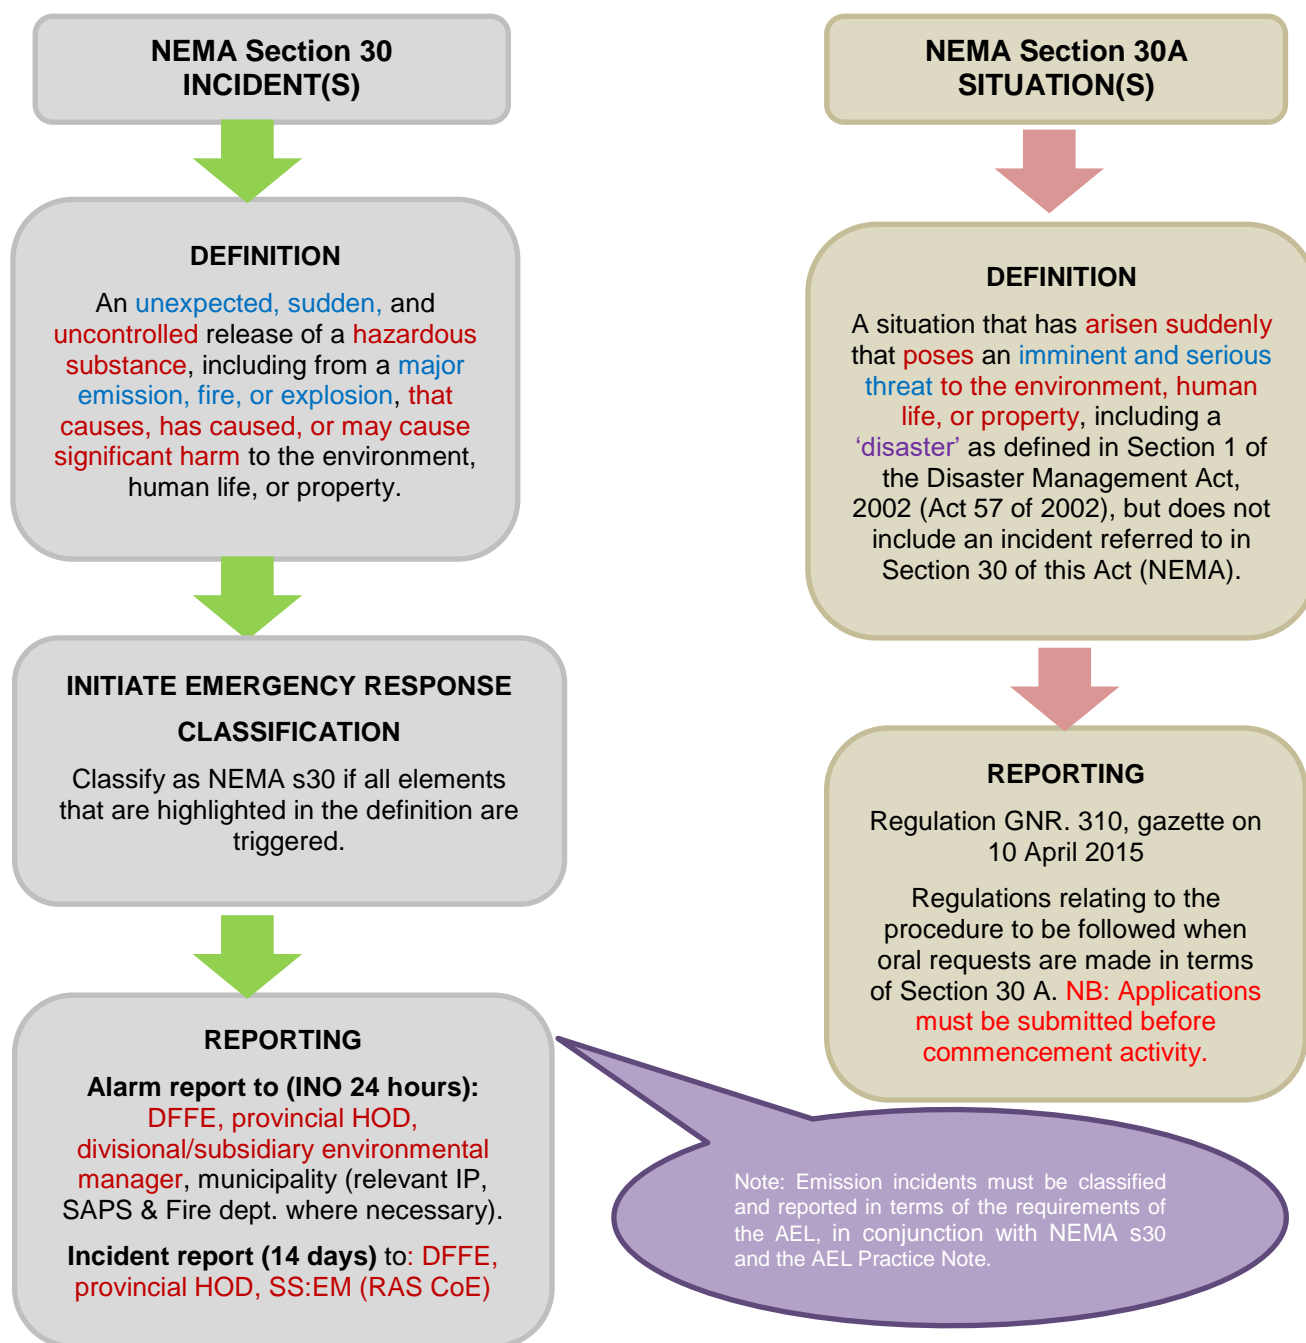 NEMA Section 30
INCIDENT(S)
DEFINITION
An unexpected, sudden, and
uncontrolled release of a hazardous
substance, including from a major
emission, fire, or explosion, that
causes, has caused, or may cause
significant harm to the environment,
human life, or property.
INITIATE EMERGENCY RESPONSE
CLASSIFICATION
Classify as NEMA s30 if all elements
that are highlighted in the definition are
triggered.
REPORTING
Alarm report to (INO 24 hours):
DFFE, provincial HOD,
divisional/subsidiary environmental
manager, municipality (relevant IP,
SAPS & Fire dept. where necessary).
Incident report (14 days) to: DFFE,
provincial HOD, SS:EM (RAS CoE)
NEMA Section 30A
SITUATION(S)
DEFINITION
A situation that has arisen suddenly
that poses an imminent and serious
threat to the environment, human
life, or property, including a
‘disaster’ as defined in Section 1 of
the Disaster Management Act,
2002 (Act 57 of 2002), but does not
include an incident referred to in
Section 30 of this Act (NEMA).
REPORTING
Regulation GNR. 310, gazette on
10 April 2015
Regulations relating to the
procedure to be followed when
oral requests are made in terms
of Section 30 A. NB: Applications
must be submitted before
commencement activity.
Note: Emission incidents must be classified
and reported in terms of the requirements of
the AEL, in conjunction with NEMA s30
and the AEL Practice Note.